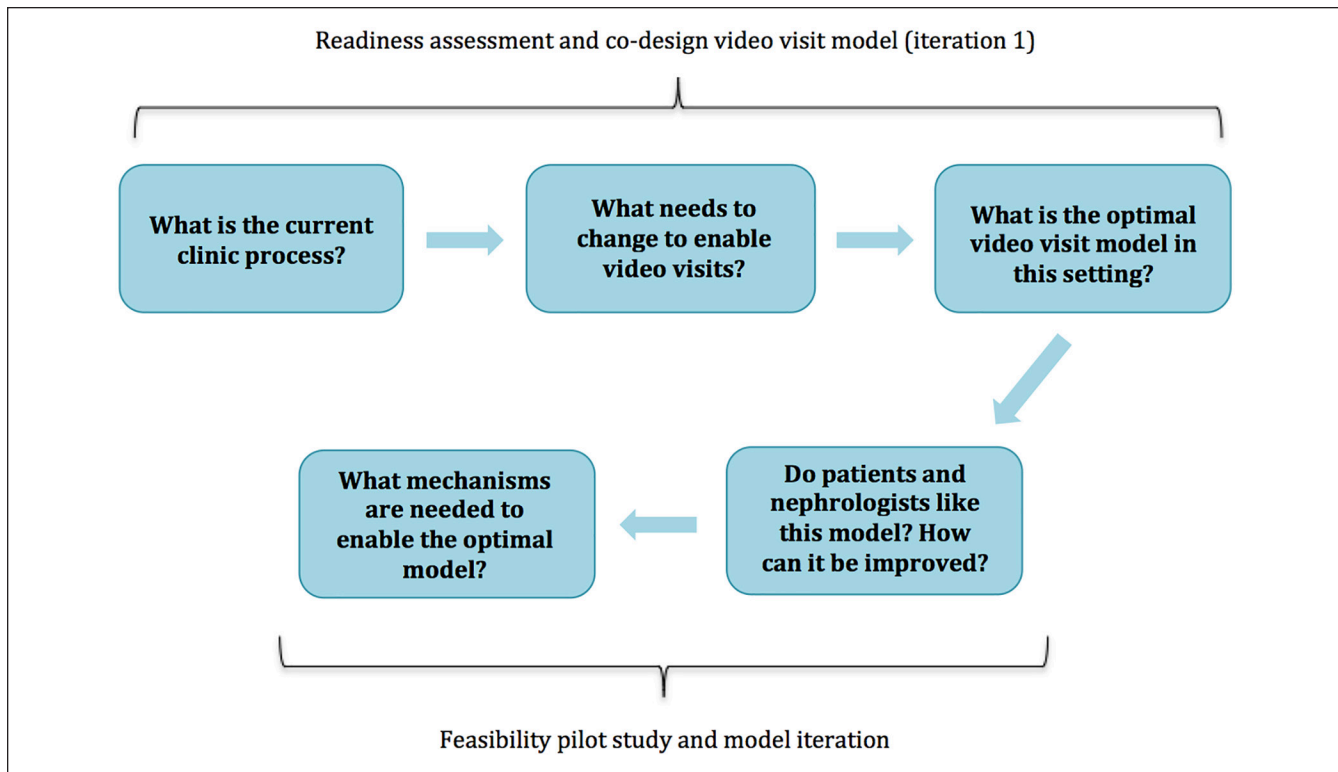 Readiness assessment and co-design video visit model (iteration 1)
What is the current
clinic process?
What needs to
change to enable
video visits?
What is the optimal
video visit model in
this setting?
Do patients and
nephrologists like
this model? How
can it be improved?
What mechanisms
are needed to
enable the optimal
model?
Feasibility pilot study and model iteration